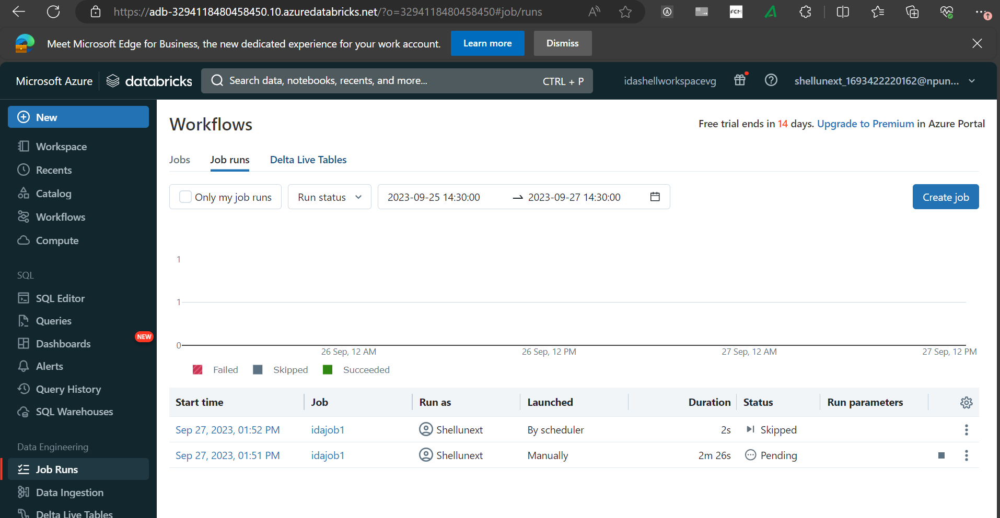 https://adb-3294118480458450.10.azuredatabricks.net/?o=3294118480458450#job/runs
FCM
Meet Microsoft Edge for Business, the new dedicated experience for your work account. Learn more Dismiss
Microsoft Azure databricks Search data, notebooks, recents, and more... CTRL + P idashellworkspacevg shellunext_1693422220162@npun...
New
Workspace
Recents
Catalog
Workflows
Compute
SQL
SQL Editor
Queries
Dashboards NEW
Alerts
Query History
SQL Warehouses
Data Engineering
Job Runs
Data Ingestion
Delta Live Tables
Workflows
Free trial ends in 14 days. Upgrade to Premium in Azure Portal
Jobs Job runs Delta Live Tables
Only my job runs Run status 2023-09-25 14:30:00 2023-09-27 14:30:00 Create job
1
1
0
26 Sep, 12 AM 26 Sep, 12 PM 27 Sep, 12 AM 27 Sep, 12 PM
Failed Skipped Succeeded
Start time Job Run as Launched Duration Status Run parameters
Sep 27, 2023, 01:52 PM idajob1 Shellunext By scheduler 2s Skipped
Sep 27, 2023, 01:51 PM idajob1 Shellunext Manually 2m 26s Pending